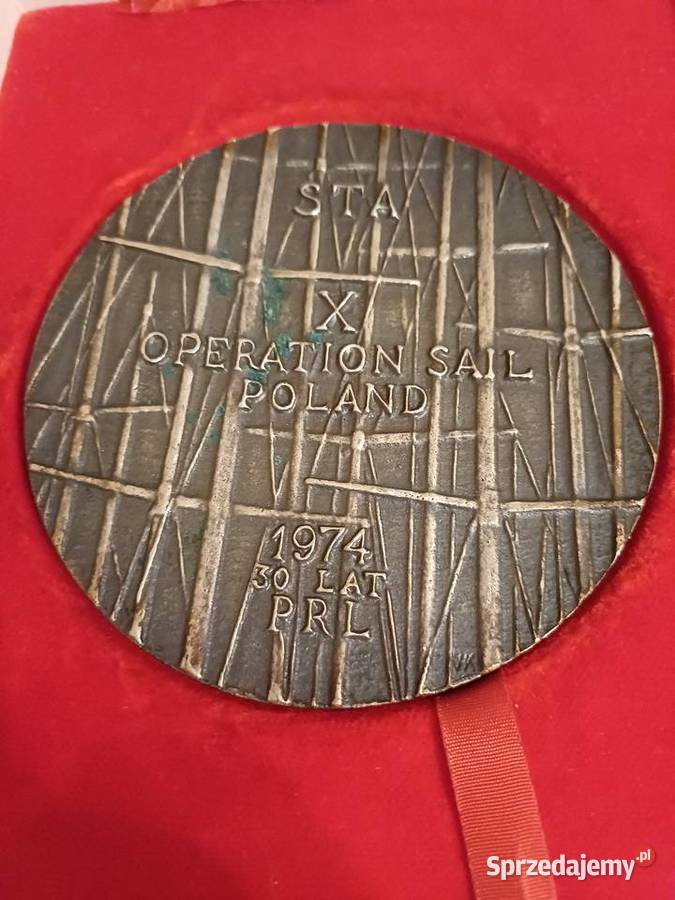 STA
X
OPERATION SAIL
POLAND
1974
30 LAT
PRL
Sprzedajemy.pl